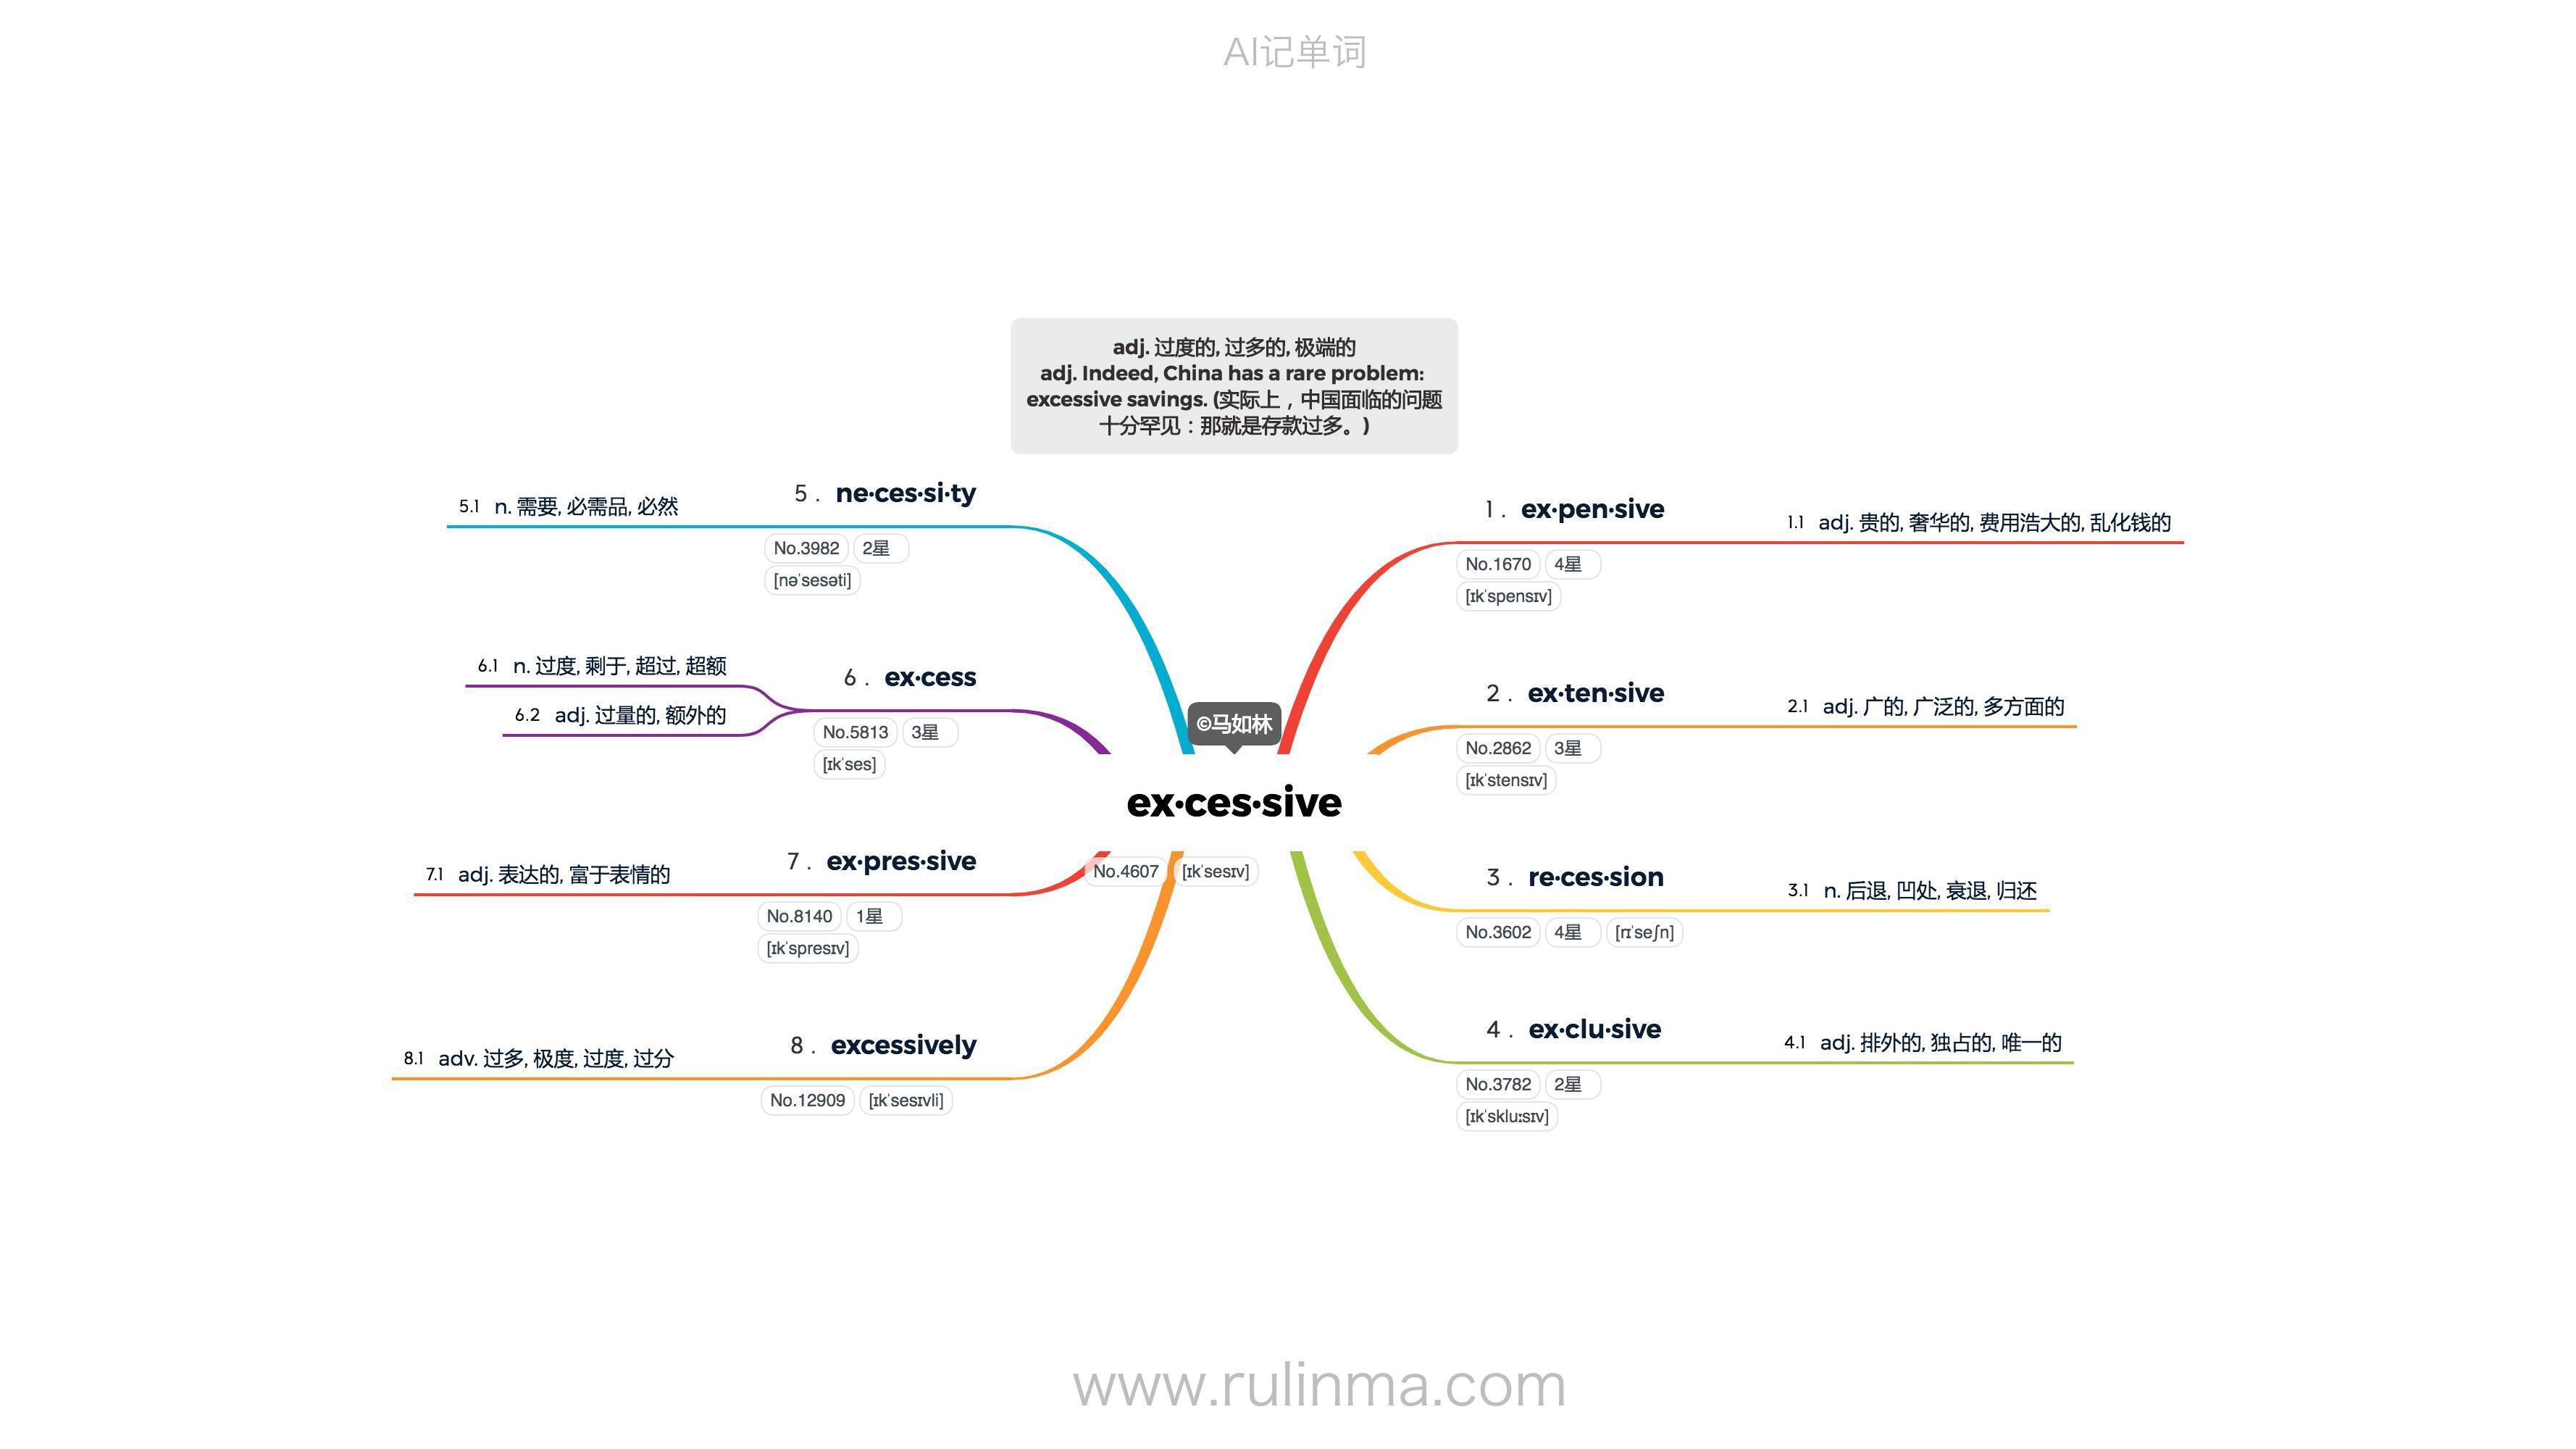 AI记单词
adj. 过度的, 过多的, 极端的
adj. Indeed, China has a rare problem:
excessive savings. (实际上，中国面临的问题
十分罕见：那就是存款过多。)
©马如林
ex·ces·sive
No.4607 [ɪkˈsesɪv]
1 . ex·pen·sive
No.1670 4星
[ɪkˈspensɪv]
1.1 adj. 贵的, 奢华的, 费用浩大的, 乱化钱的
2 . ex·ten·sive
No.2862 3星
[ɪkˈstensɪv]
2.1 adj. 广的, 广泛的, 多方面的
3 . re·ces·sion
No.3602 4星 [rɪˈseʃn]
3.1 n. 后退, 凹处, 衰退, 归还
4 . ex·clu·sive
No.3782 2星
[ɪkˈskluːsɪv]
4.1 adj. 排外的, 独占的, 唯一的
5 . ne·ces·si·ty
No.3982 2星
[nəˈsesəti]
5.1 n. 需要, 必需品, 必然
6 . ex·cess
No.5813 3星
[ɪkˈses]
6.1 n. 过度, 剩于, 超过, 超额
6.2 adj. 过量的, 额外的
7 . ex·pres·sive
No.8140 1星
[ɪkˈspresɪv]
7.1 adj. 表达的, 富于表情的
8 . excessively
No.12909 [ɪkˈsesɪvli]
8.1 adv. 过多, 极度, 过度, 过分
www.rulinma.com